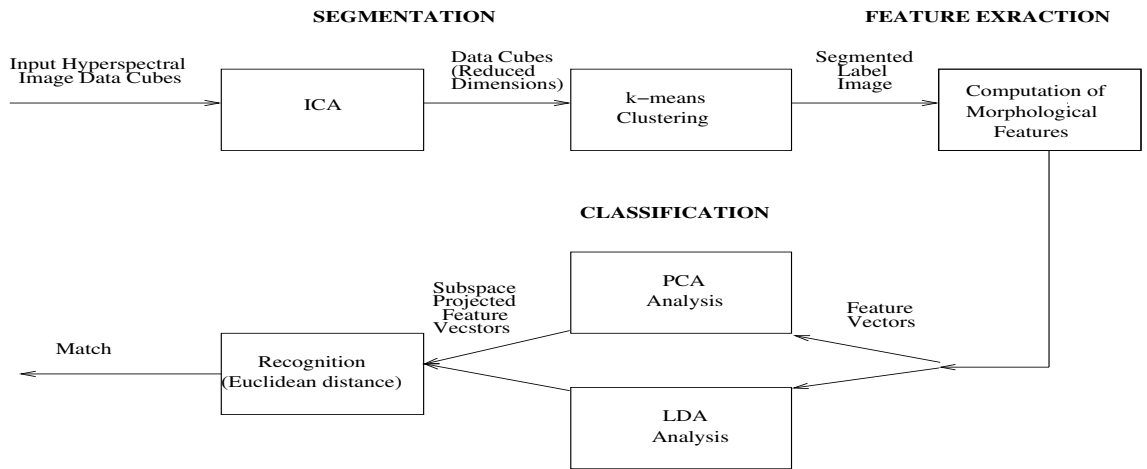 SEGMENTATION
FEATURE EXRACTION
Input Hyperspectral
Image Data Cubes
ICA
Data Cubes
(Reduced
Dimensions)
k−means
Clustering
Segmented
Label
Image
Computation of
Morphological
Features
CLASSIFICATION
PCA
Analysis
Feature
Vectors
LDA
Analysis
Subspace
Projected
Feature
Vecstors
Recognition
(Euclidean distance)
Match